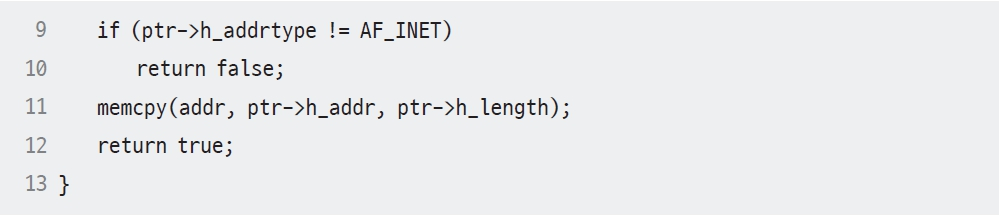 9 if (ptr->h_addrtype != AF_INET)
10 return false;
11 memcpy(addr, ptr->h_addr, ptr->h_length);
12 return true;
13 }